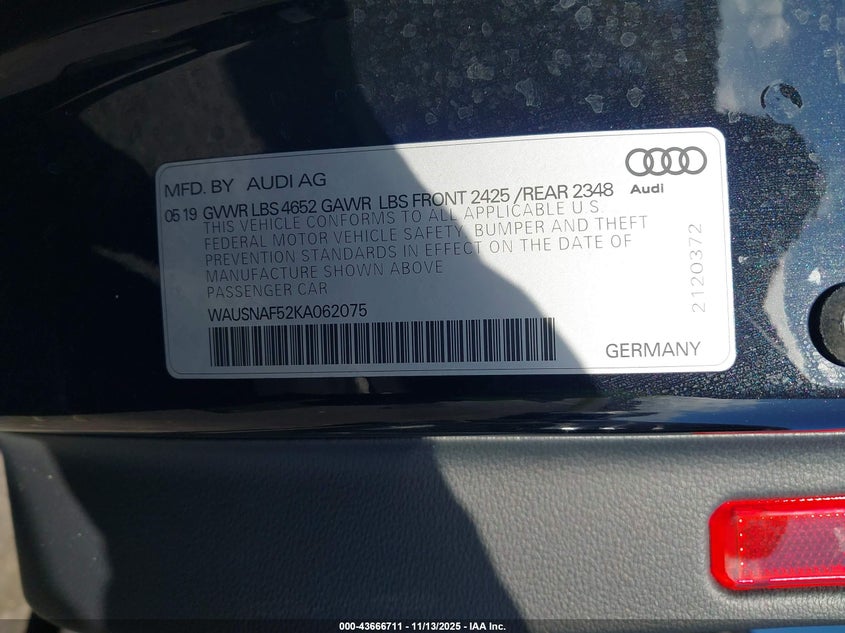 MFD. BY AUDI AG
Audi
05 19 GVWR LBS 4652 GAWR LBS FRONT 2425 /REAR 2348
THIS VEHICLE CONFORMS TO ALL APPLICABLE U S.
FEDERAL MOTOR VEHICLE SAFETY, BUMPER AND THEFT
PREVENTION STANDARDS IN EFFECT ON THE DATE OF
MANUFACTURE SHOWN ABOVE
PASSENGER CAR
WAUSNAF52KA062075
2120372
GERMANY
000-43666711 - 11/13/2025 - IAA Inc.